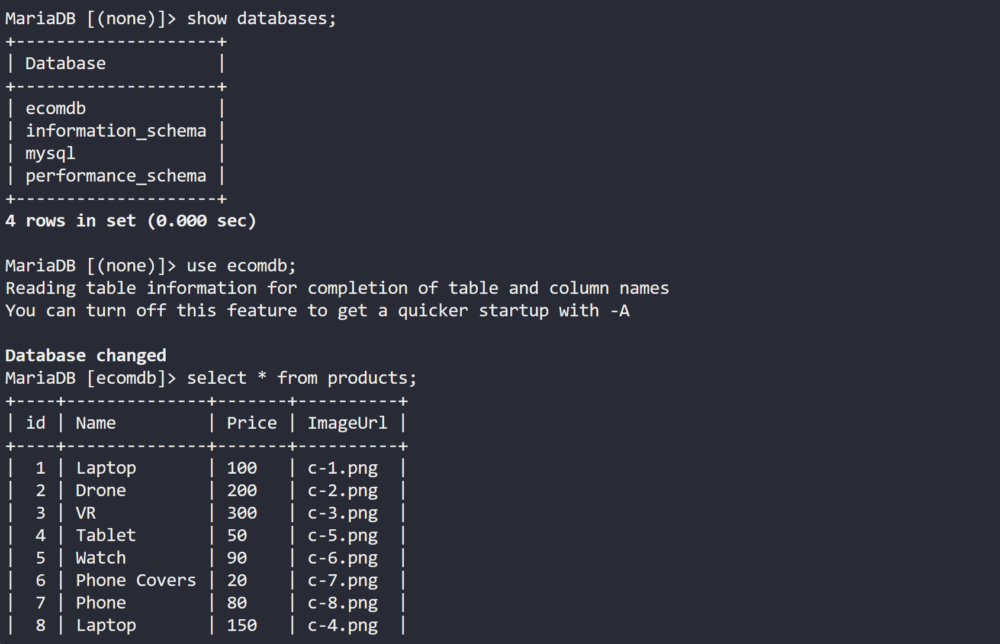 MariaDB [(none)]> show databases;
+--------------------+
| Database           |
+--------------------+
| ecomdb             |
| information_schema |
| mysql              |
| performance_schema |
+--------------------+
4 rows in set (0.000 sec)
MariaDB [(none)]> use ecomdb;
Reading table information for completion of table and column names
You can turn off this feature to get a quicker startup with -A
Database changed
MariaDB [ecomdb]> select * from products;
+----+--------------+-------+----------+
| id | Name         | Price | ImageUrl |
+----+--------------+-------+----------+
|  1 | Laptop       | 100   | c-1.png  |
|  2 | Drone        | 200   | c-2.png  |
|  3 | VR           | 300   | c-3.png  |
|  4 | Tablet       | 50    | c-5.png  |
|  5 | Watch        | 90    | c-6.png  |
|  6 | Phone Covers | 20    | c-7.png  |
|  7 | Phone        | 80    | c-8.png  |
|  8 | Laptop       | 150   | c-4.png  |